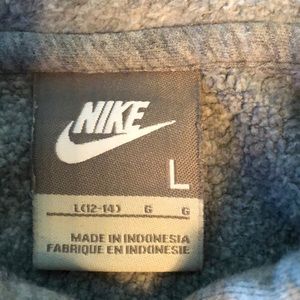 NIKE
L
L(12-14) G G
MADE IN INDONESIA
FABRIQUE EN INDONESIE